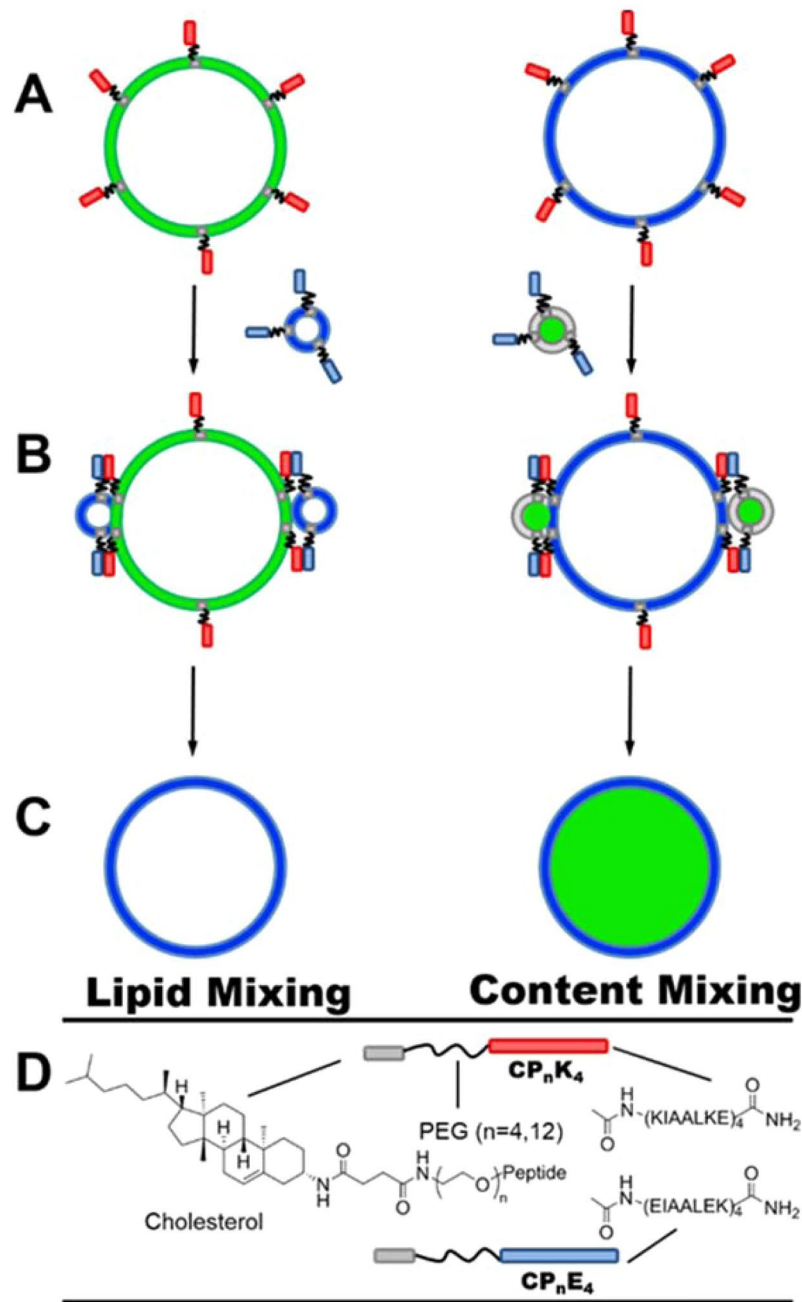 A
B
C
Lipid Mixing
Content Mixing
D
CPnK4
PEG (n=4,12)
H
H
H
H
N
H
O
O
H
N
O
n
Peptide
Cholesterol
O
H
N
(KIAALKE)4
O
NH2
O
H
N
(EIAALEK)4
O
NH2
CPnE4